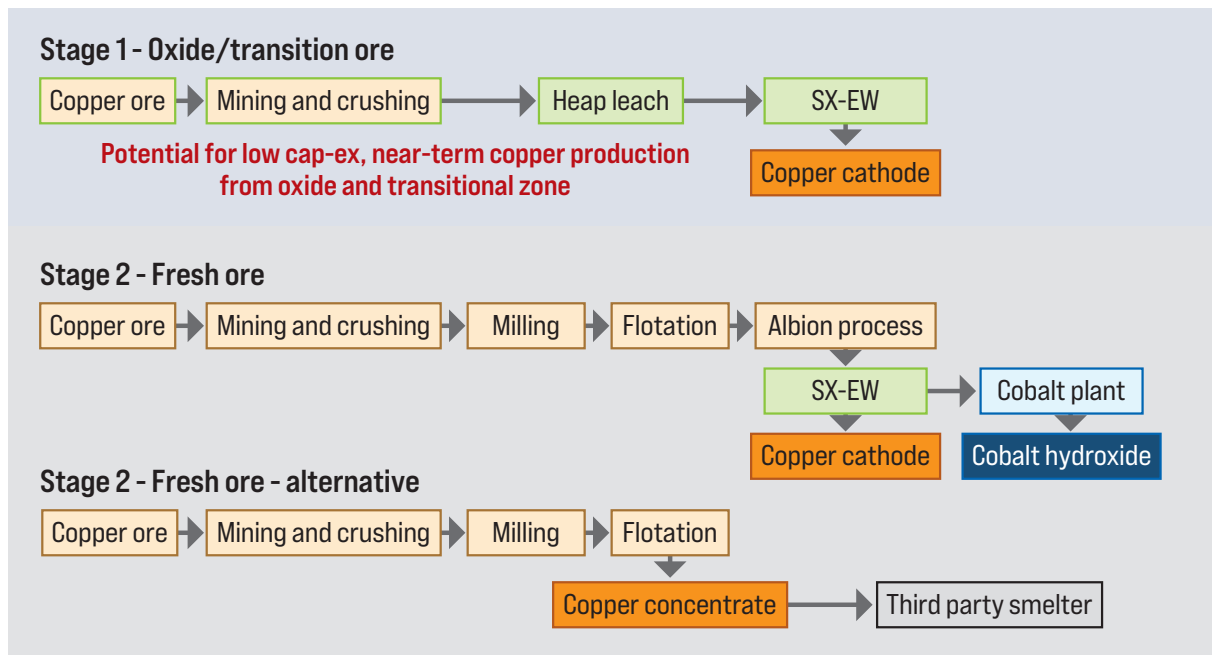 Stage 1 - Oxide/transition ore
Copper ore
Mining and crushing
Heap leach
SX-EW
Potential for low cap-ex, near-term copper production
from oxide and transitional zone
Copper cathode
Stage 2 - Fresh ore
Copper ore
Mining and crushing
Milling
Flotation
Albion process
SX-EW
Cobalt plant
Copper cathode
Cobalt hydroxide
Stage 2 - Fresh ore - alternative
Copper ore
Mining and crushing
Milling
Flotation
Copper concentrate
Third party smelter